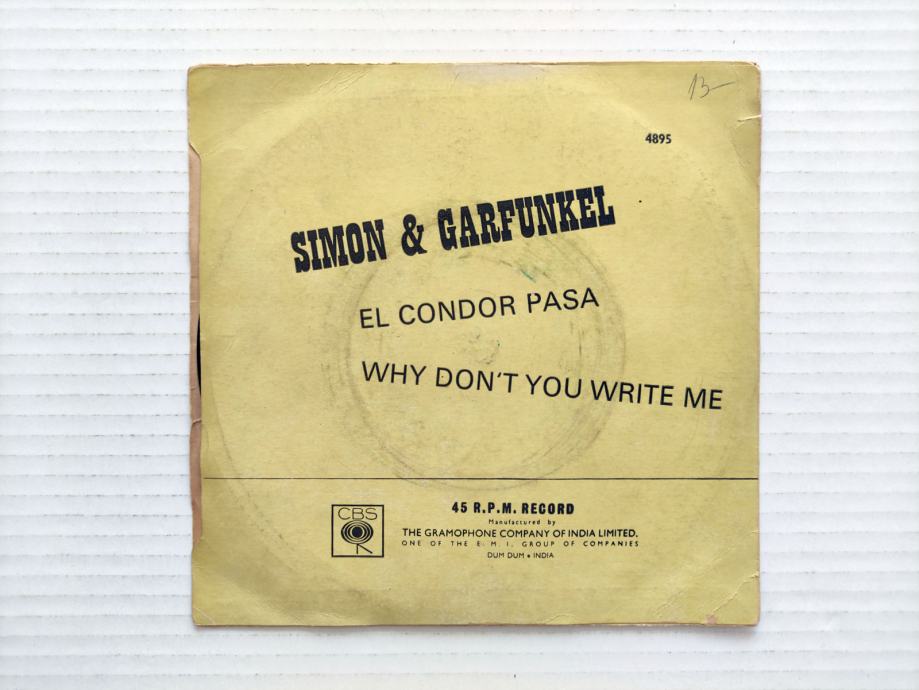 13-
4895
SIMON & GARFUNKEL
EL CONDOR PASA
WHY DON'T YOU WRITE ME
CBS
45 R.P.M. RECORD
Manufactured by
THE GRAMOPHONE COMPANY OF INDIA LIMITED.
ONE OF THE E.M.I. GROUP OF COMPANIES
DUM DUM • INDIA